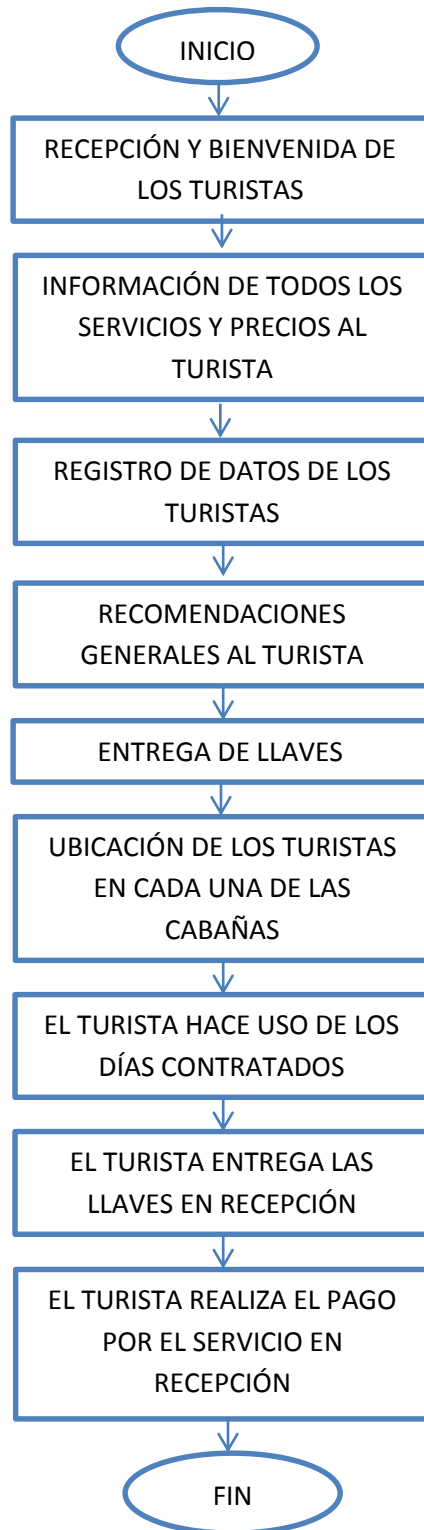 INICIO
RECEPCIÓN Y BIENVENIDA DE
LOS TURISTAS
INFORMACIÓN DE TODOS LOS
SERVICIOS Y PRECIOS AL
TURISTA
REGISTRO DE DATOS DE LOS
TURISTAS
RECOMENDACIONES
GENERALES AL TURISTA
ENTREGA DE LLAVES
UBICACIÓN DE LOS TURISTAS
EN CADA UNA DE LAS
CABAÑAS
EL TURISTA HACE USO DE LOS
DÍAS CONTRATADOS
EL TURISTA ENTREGA LAS
LLAVES EN RECEPCIÓN
EL TURISTA REALIZA EL PAGO
POR EL SERVICIO EN
RECEPCIÓN
FIN